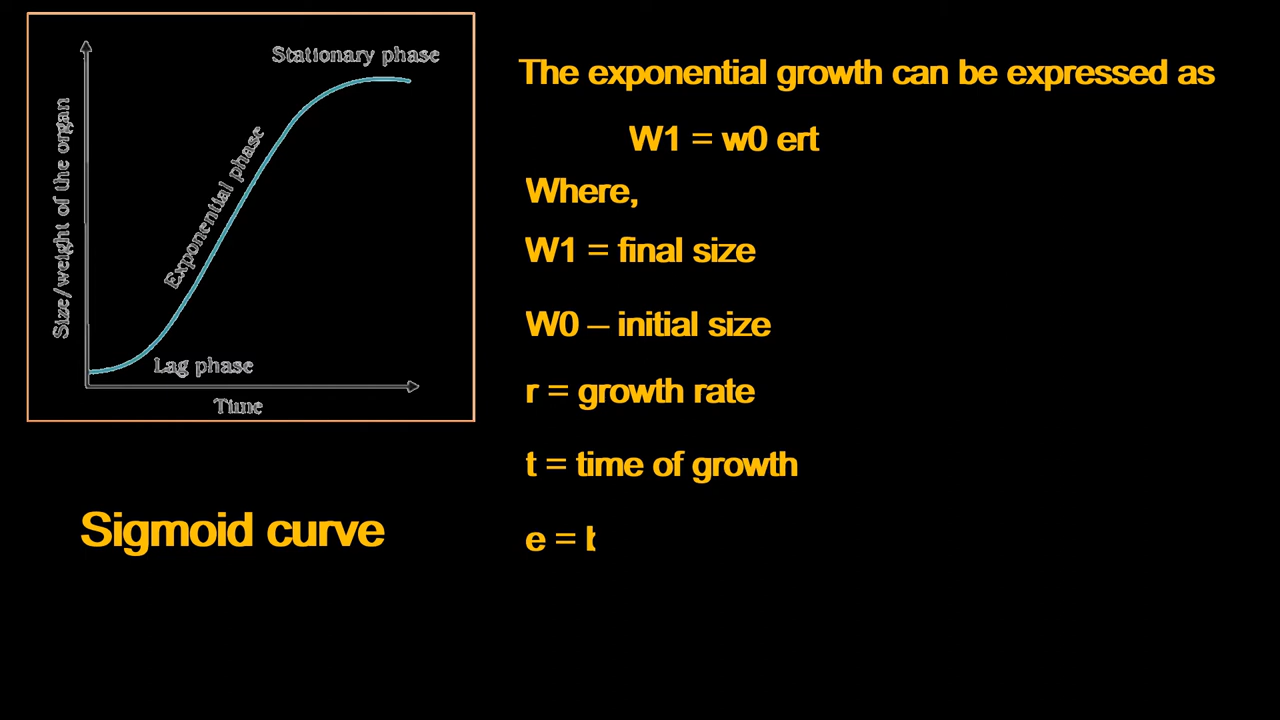 Stationary phase
Exponential phase
Size/weight of the organ
Lag phase
Time
Sigmoid curve
The exponential growth can be expressed as
W1 = w0 ert
Where,
W1 = final size
W0 – initial size
r = growth rate
t = time of growth
e =